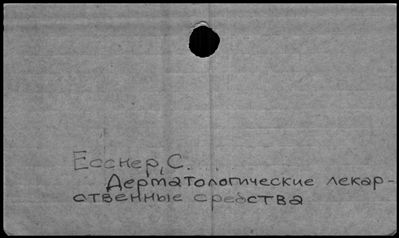 Есснер, С.
Дерматологические лекар-
ственные средства